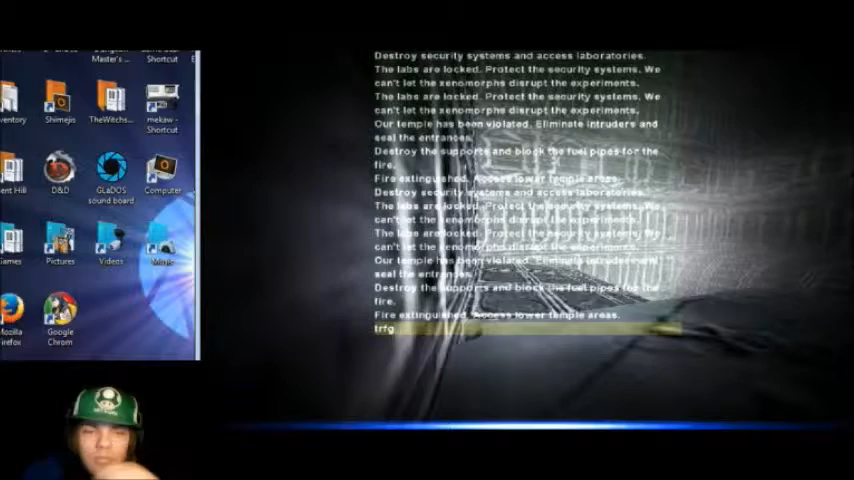 Master's ...
Shortcut
Shimejis
TheWitchs...
mekaw -
Shortcut
D&D
GLaDOS
sound board
Computer
Pictures
Videos
Music
Google
Chrom
Destroy security systems and access laboratories.
The labs are locked. Protect the security systems. We
can't let the xenomorphs disrupt the experiments.
The labs are locked. Protect the security systems. We
can't let the xenomorphs disrupt the experiments.
Our temple has been violated. Eliminate intruders and
seal the entrances.
Destroy the supports and block the fuel pipes for the
fire.
Fire extinguished. Access lower temple areas.
Destroy security systems and access laboratories.
The labs are locked. Protect the security systems. We
can't let the xenomorphs disrupt the experiments.
The labs are locked. Protect the security systems. We
can't let the xenomorphs disrupt the experiments.
Our temple has been violated. Eliminate intruders and
seal the entrances.
Destroy the supports and block the fuel pipes for the
fire.
Fire extinguished. Access lower temple areas.
trfg